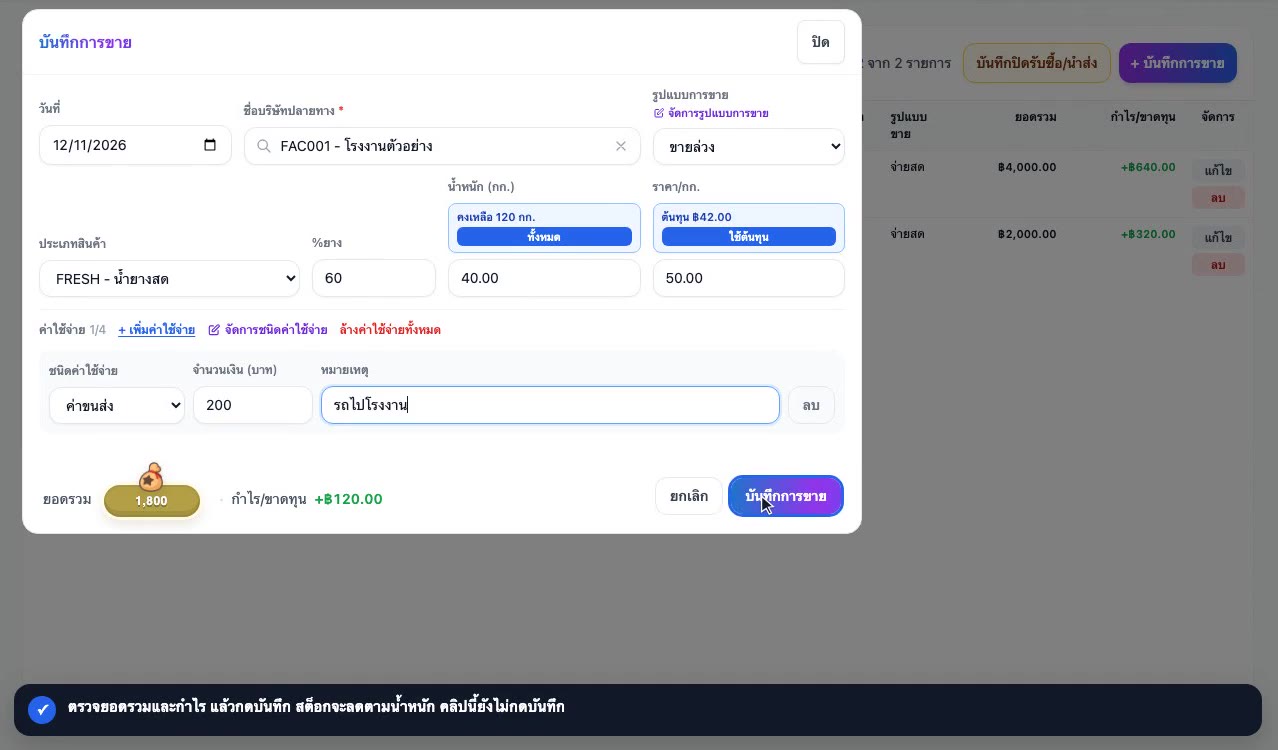 บันทึกการขาย
ปิด
จาก 2 รายการ
บันทึกปิดรับซื้อ/นำส่ง
+ บันทึกการขาย
วันที่
12/11/2026
ชื่อบริษัทปลายทาง *
FAC001 - โรงงานตัวอย่าง
รูปแบบการขาย
จัดการรูปแบบการขาย
ขายล่วง
รูปแบบ
ขาย
ยอดรวม
กำไร/ขาดทุน
จัดการ
จ่ายสด
฿4,000.00
+฿640.00
แก้ไข
ลบ
จ่ายสด
฿2,000.00
+฿320.00
แก้ไข
ลบ
ประเภทสินค้า
FRESH - น้ำยางสด
%ยาง
60
น้ำหนัก (กก.)
คงเหลือ 120 กก.
ทั้งหมด
40.00
ราคา/กก.
ต้นทุน ฿42.00
ใช้ต้นทุน
50.00
ค่าใช้จ่าย 1/4
+ เพิ่มค่าใช้จ่าย
จัดการชนิดค่าใช้จ่าย
ล้างค่าใช้จ่ายทั้งหมด
ชนิดค่าใช้จ่าย
ค่าขนส่ง
จำนวนเงิน (บาท)
200
หมายเหตุ
รถไปโรงงาน
ลบ
ยอดรวม
1,800
· กำไร/ขาดทุน +฿120.00
ยกเลิก
บันทึกการขาย
ตรวจยอดรวมและกำไร แล้วกดบันทึก สต็อกจะลดตามน้ำหนัก คลิปนี้ยังไม่กดบันทึก